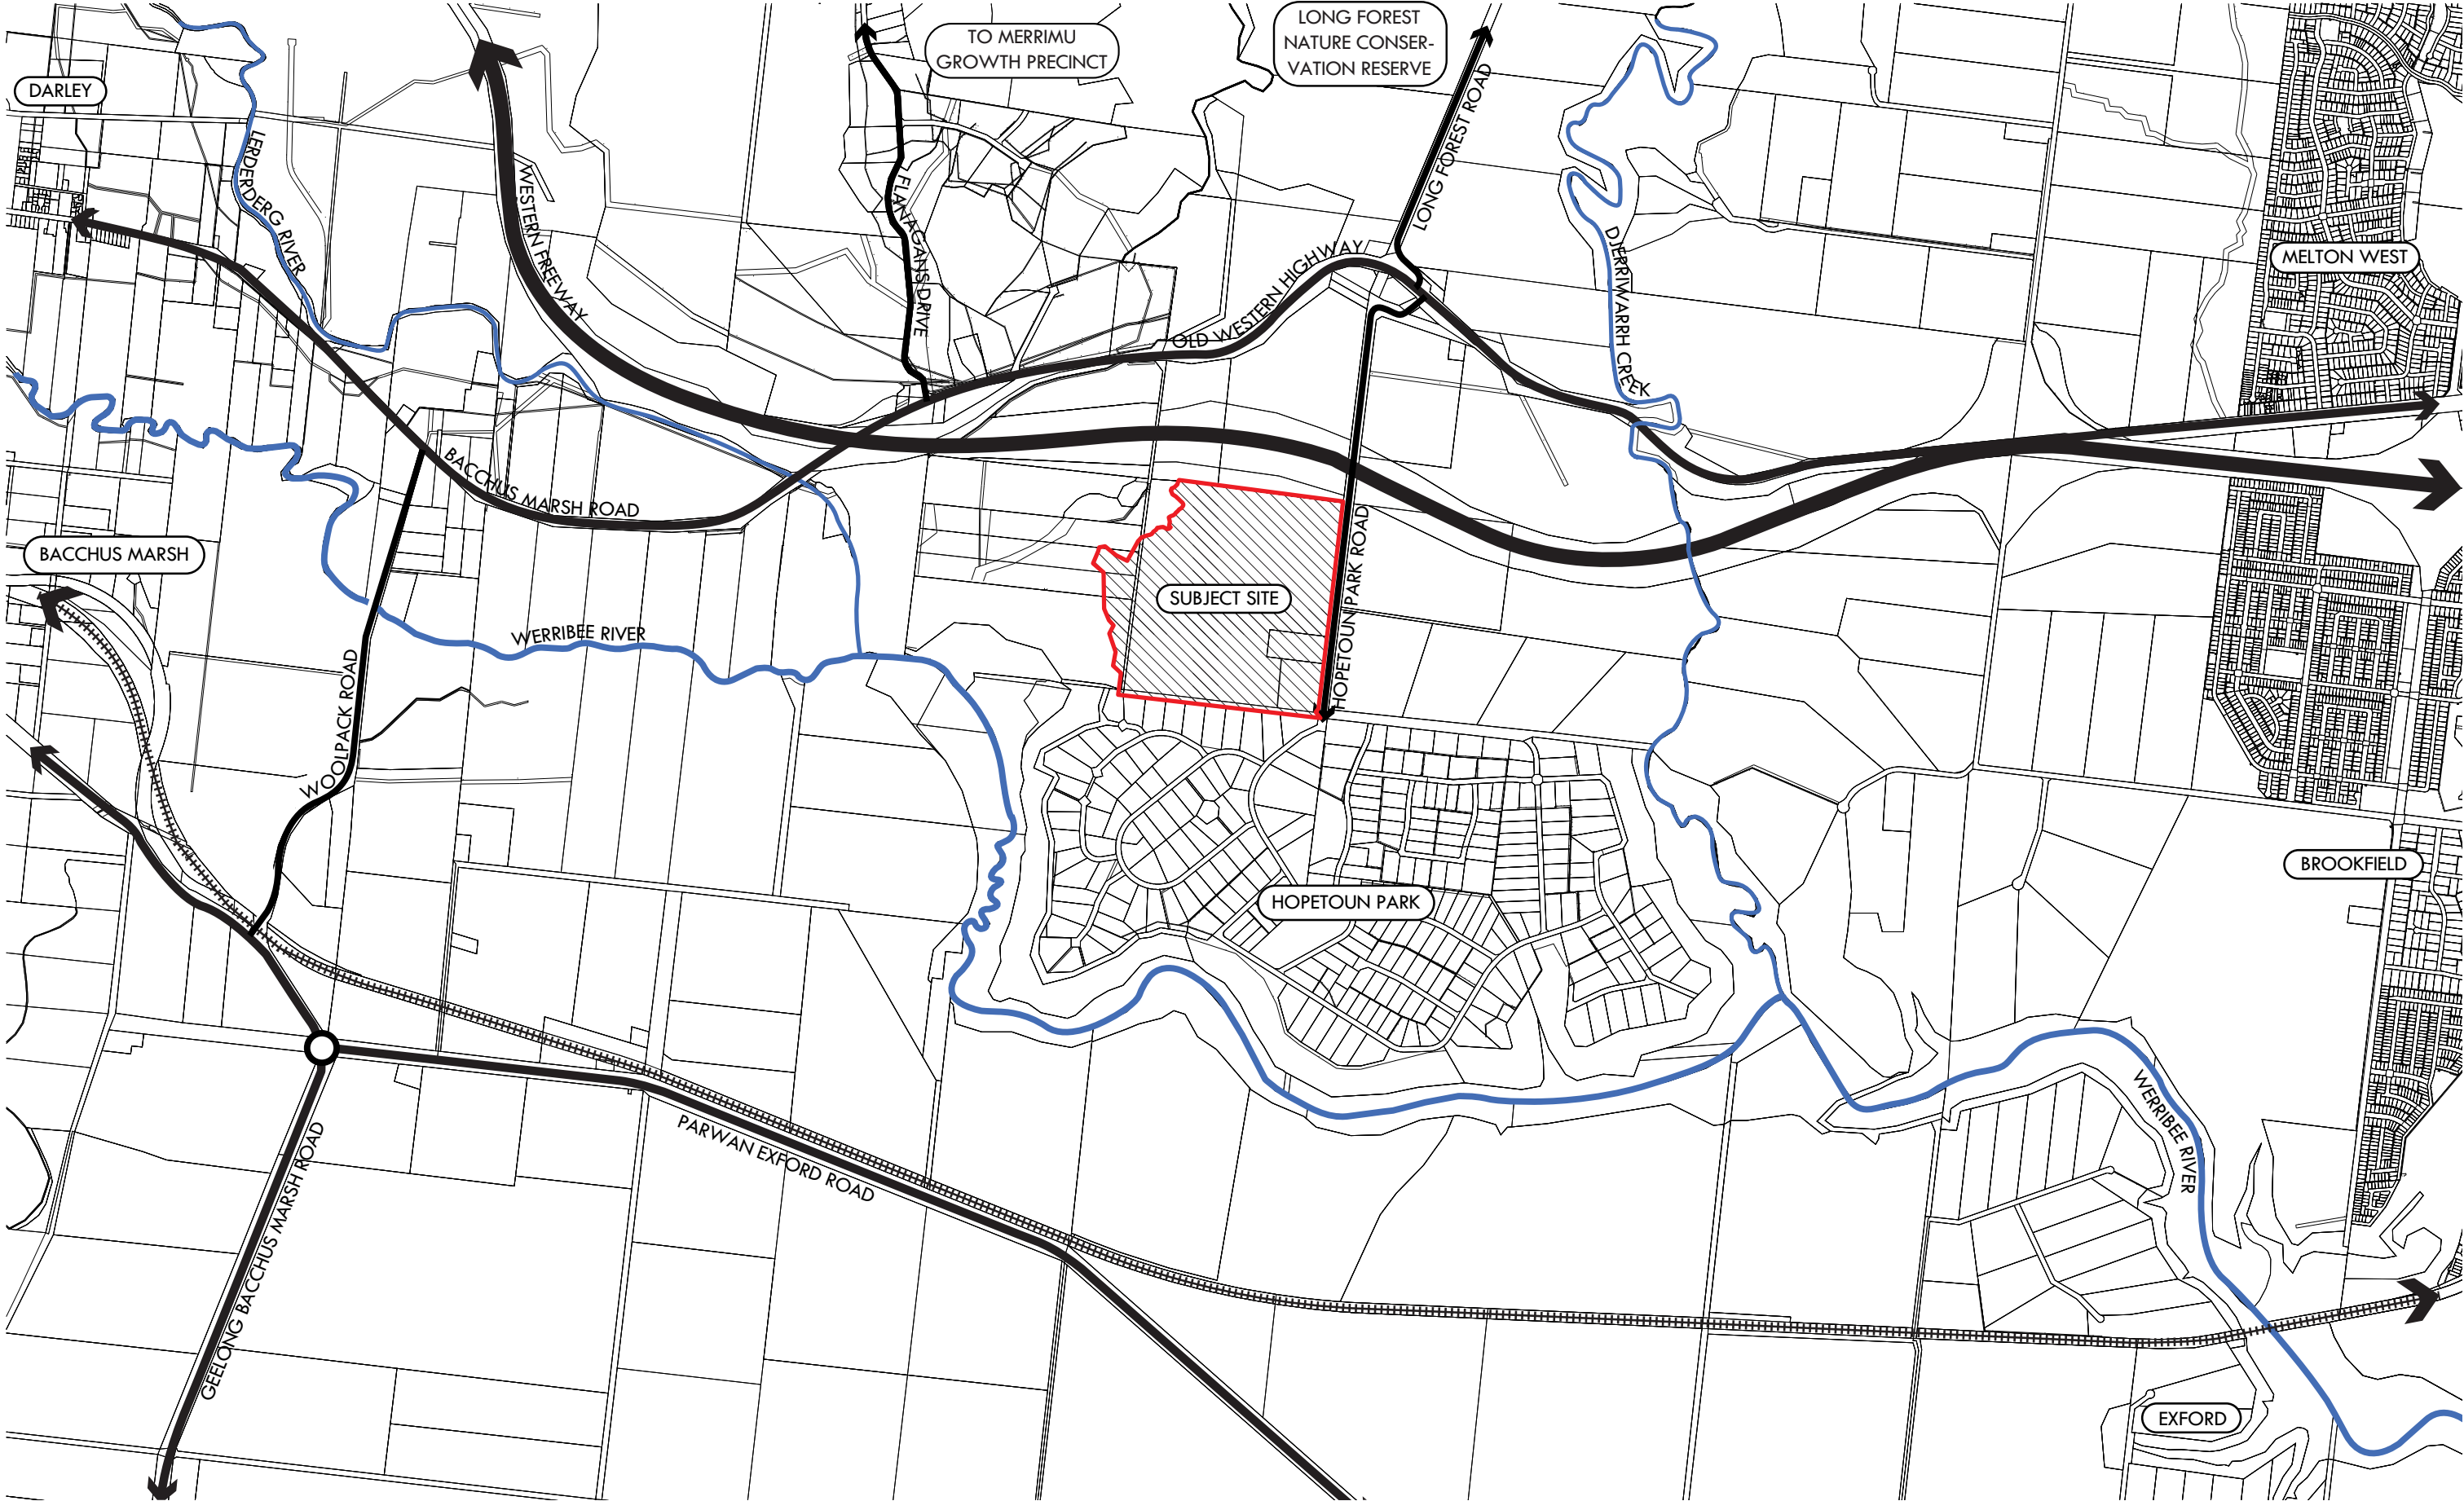 LONG FOREST
NATURE CONSER-
VATION RESERVE
TO MERRIMU
GROWTH PRECINCT
DARLEY
LERDERDERG RIVER
WESTERN FREEWAY
FLANAGANS DRIVE
LONG FOREST ROAD
OLD WESTERN HIGHWAY
DJERRIWARRH CREEK
MELTON WEST
BACCHUS MARSH ROAD
BACCHUS MARSH
SUBJECT SITE
HOPETOUN PARK ROAD
WERRIBEE RIVER
WOOLPACK ROAD
BROOKFIELD
HOPETOUN PARK
PARWAN EXFORD ROAD
WERRIBEE RIVER
GEELONG BACCHUS MARSH ROAD
EXFORD